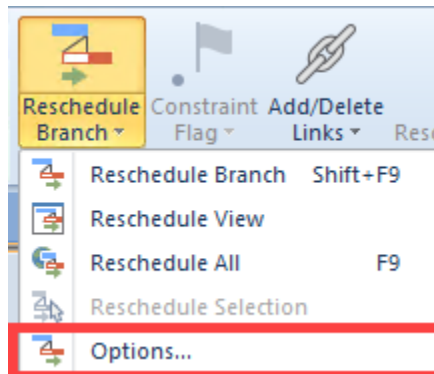 Reschedule Constraint Add/Delete
Branch Flag Links Resc
Reschedule Branch Shift+F9
Reschedule View
Reschedule All F9
Reschedule Selection
Options...